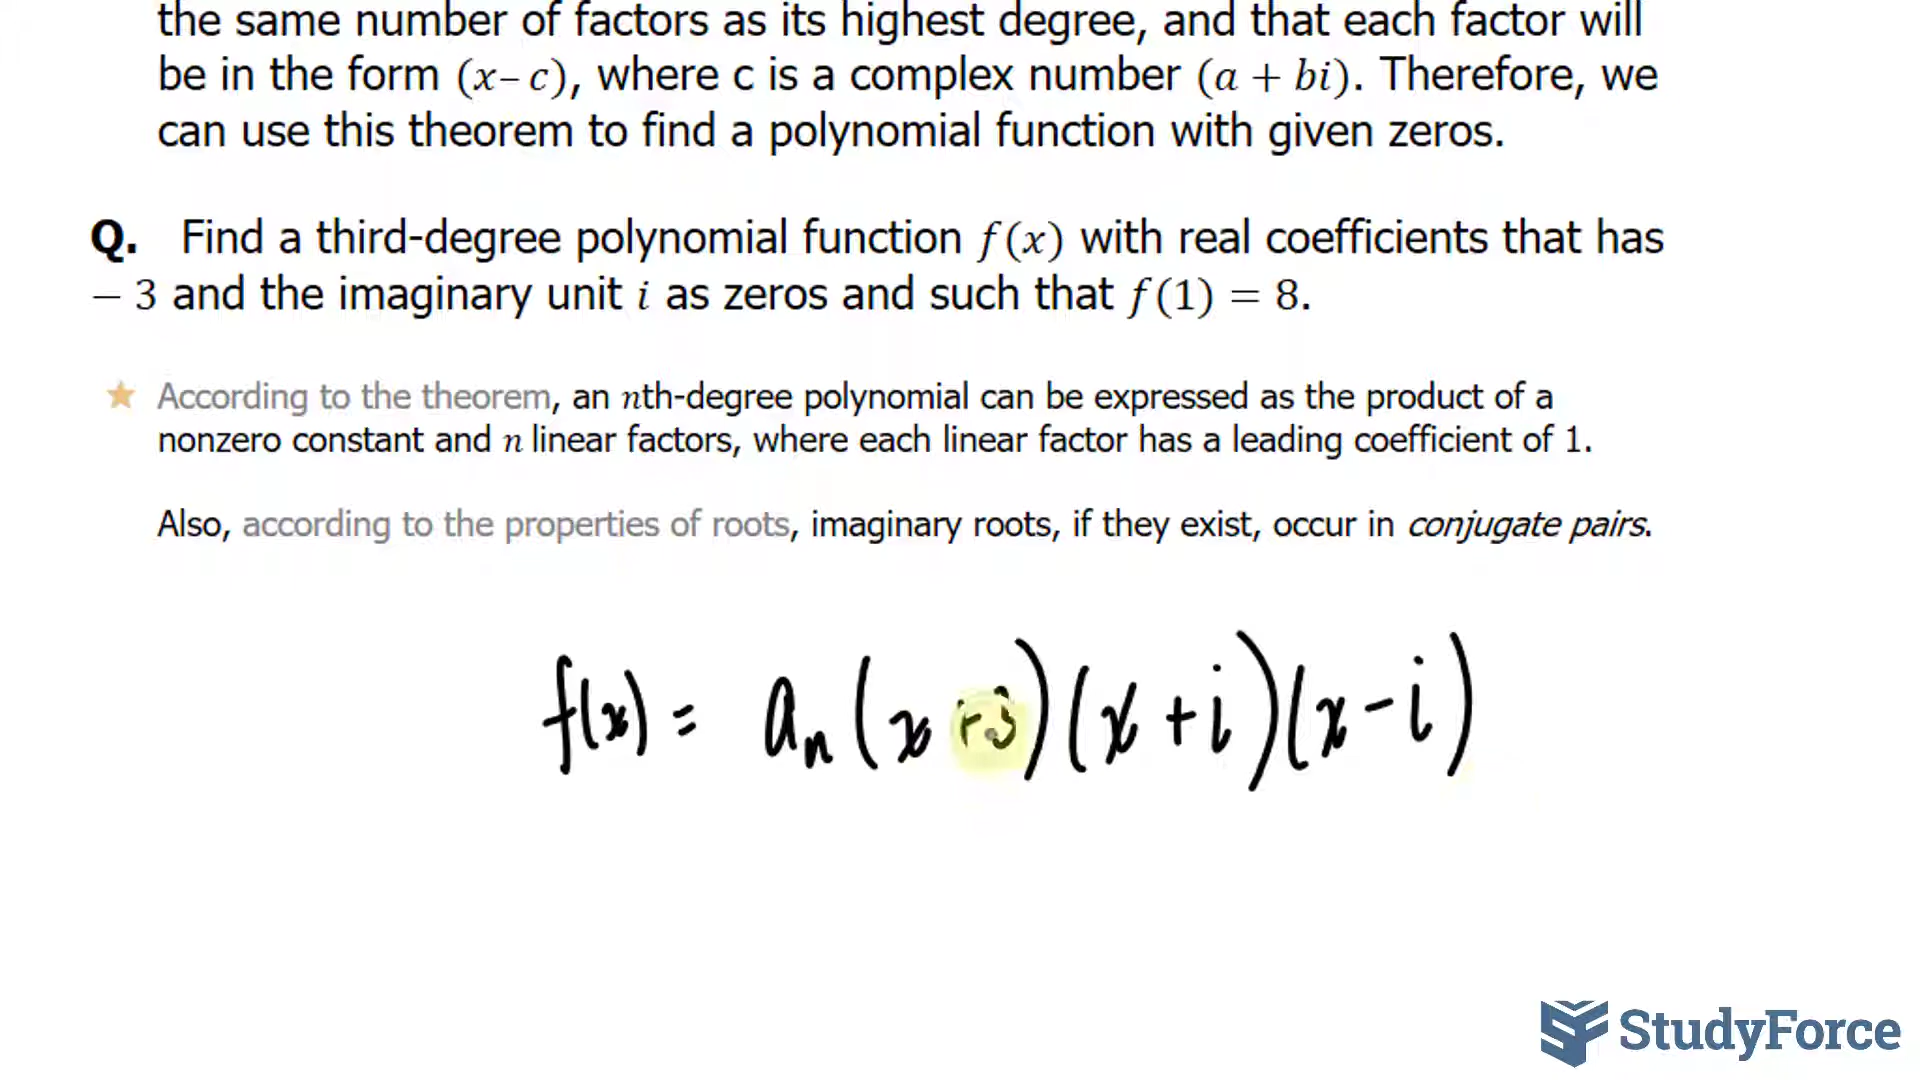 the same number of factors as its highest degree, and that each factor will
be in the form (x– c), where c is a complex number (a + bi). Therefore, we
can use this theorem to find a polynomial function with given zeros.
Q. Find a third-degree polynomial function f(x) with real coefficients that has
− 3 and the imaginary unit i as zeros and such that f(1) = 8.
★ According to the theorem, an nth-degree polynomial can be expressed as the product of a
nonzero constant and n linear factors, where each linear factor has a leading coefficient of 1.
Also, according to the properties of roots, imaginary roots, if they exist, occur in conjugate pairs.
f(x) = aₙ(x+3)(x+i)(x-i)
StudyForce